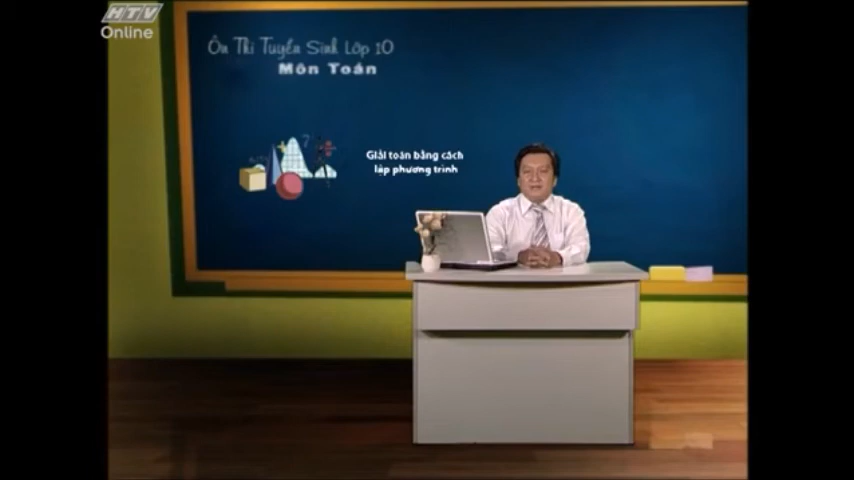 HTV
Online
Ôn Thi Tuyển Sinh Lớp 10
Môn Toán
Giải toán bằng cách
lập phương trình